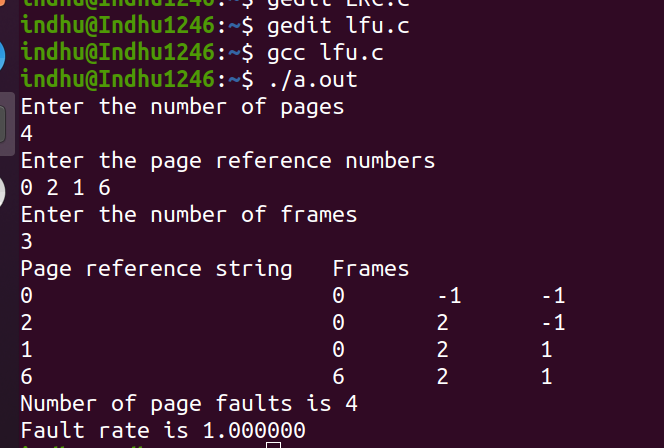 indhu@Indhu1246:~$ gedit LRC.c
indhu@Indhu1246:~$ gedit lfu.c
indhu@Indhu1246:~$ gcc lfu.c
indhu@Indhu1246:~$ ./a.out
Enter the number of pages
4
Enter the page reference numbers
0 2 1 6
Enter the number of frames
3
Page reference string   Frames
0                       0       -1      -1
2                       0       2       -1
1                       0       2       1
6                       6       2       1
Number of page faults is 4
Fault rate is 1.000000